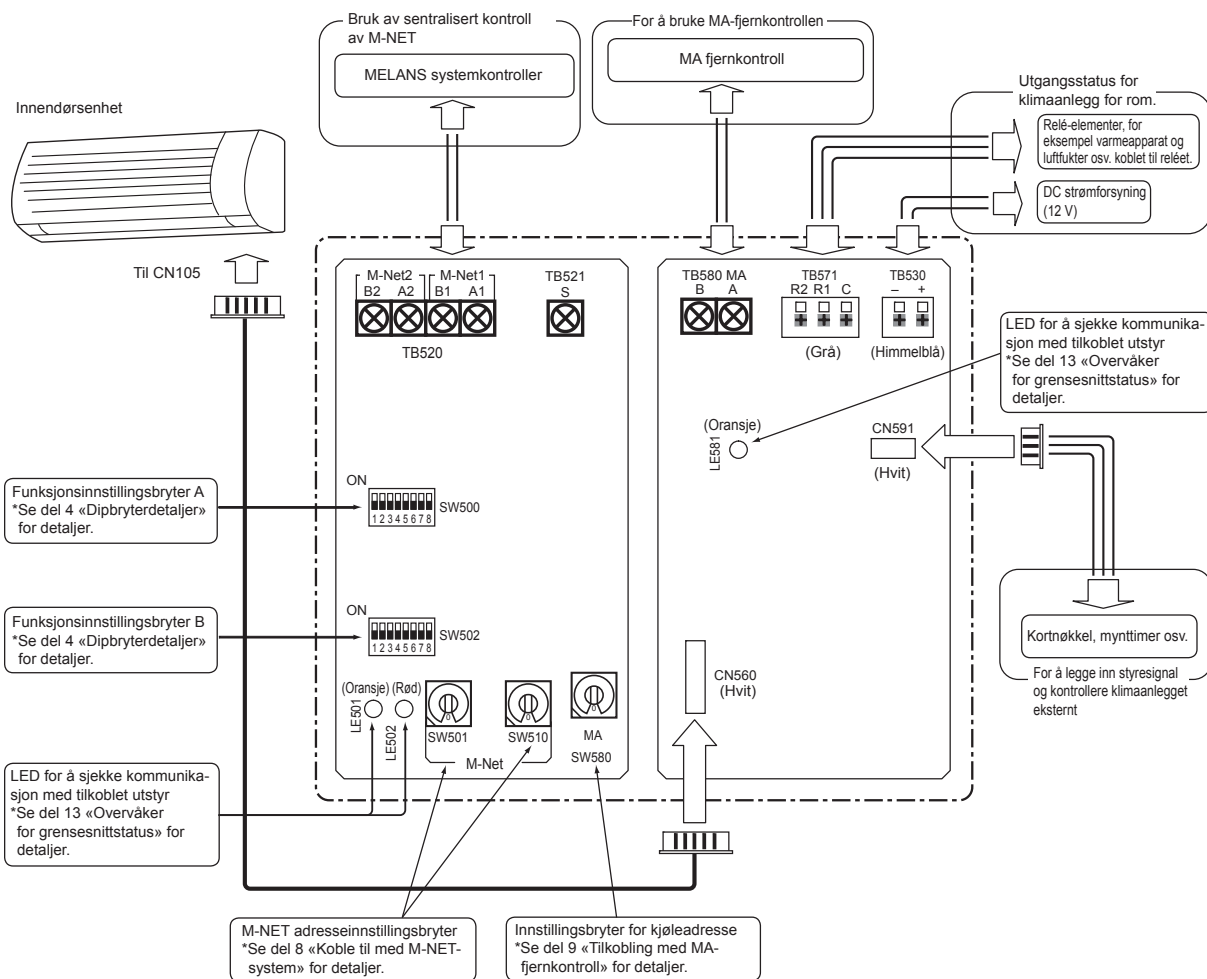 Bruk av sentralisert kontroll
av M-NET
MELANS systemkontroller
For å bruke MA-fjernkontrollen
MA fjernkontroll
Utgangsstatus for
klimaanlegg for rom.
Relé-elementer, for
eksempel varmeapparat og
luftfukter osv. koblet til reléet.
DC strømforsyning
(12 V)
Innendørsenhet
Til CN105
M-Net2 M-Net1
B2 A2 B1 A1
TB520
TB521
S
TB580 MA
B A
TB571
R2 R1 C
(Grå)
TB530
– +
(Himmelblå)
LED for å sjekke kommunika-
sjon med tilkoblet utstyr
*Se del 13 «Overvåker
for grensesnittstatus» for
detaljer.
(Oransje)
LE581
CN591
(Hvit)
Funksjonsinnstillingsbryter A
*Se del 4 «Dipbryterdetaljer»
for detaljer.
ON
1 2 3 4 5 6 7 8
SW500
Funksjonsinnstillingsbryter B
*Se del 4 «Dipbryterdetaljer»
for detaljer.
ON
1 2 3 4 5 6 7 8
SW502
Kortnøkkel, mynttimer osv.
For å legge inn styresignal
og kontrollere klimaanlegget
eksternt
CN560
(Hvit)
(Oransje) (Rød)
LE501
LE502
0
SW501
0
SW510
M-Net
0
MA
SW580
LED for å sjekke kommunika-
sjon med tilkoblet utstyr
*Se del 13 «Overvåker
for grensesnittstatus» for
detaljer.
M-NET adresseinnstillingsbryter
*Se del 8 «Koble til med M-NET-
system» for detaljer.
Innstillingsbryter for kjøleadresse
*Se del 9 «Tilkobling med MA-
fjernkontroll» for detaljer.